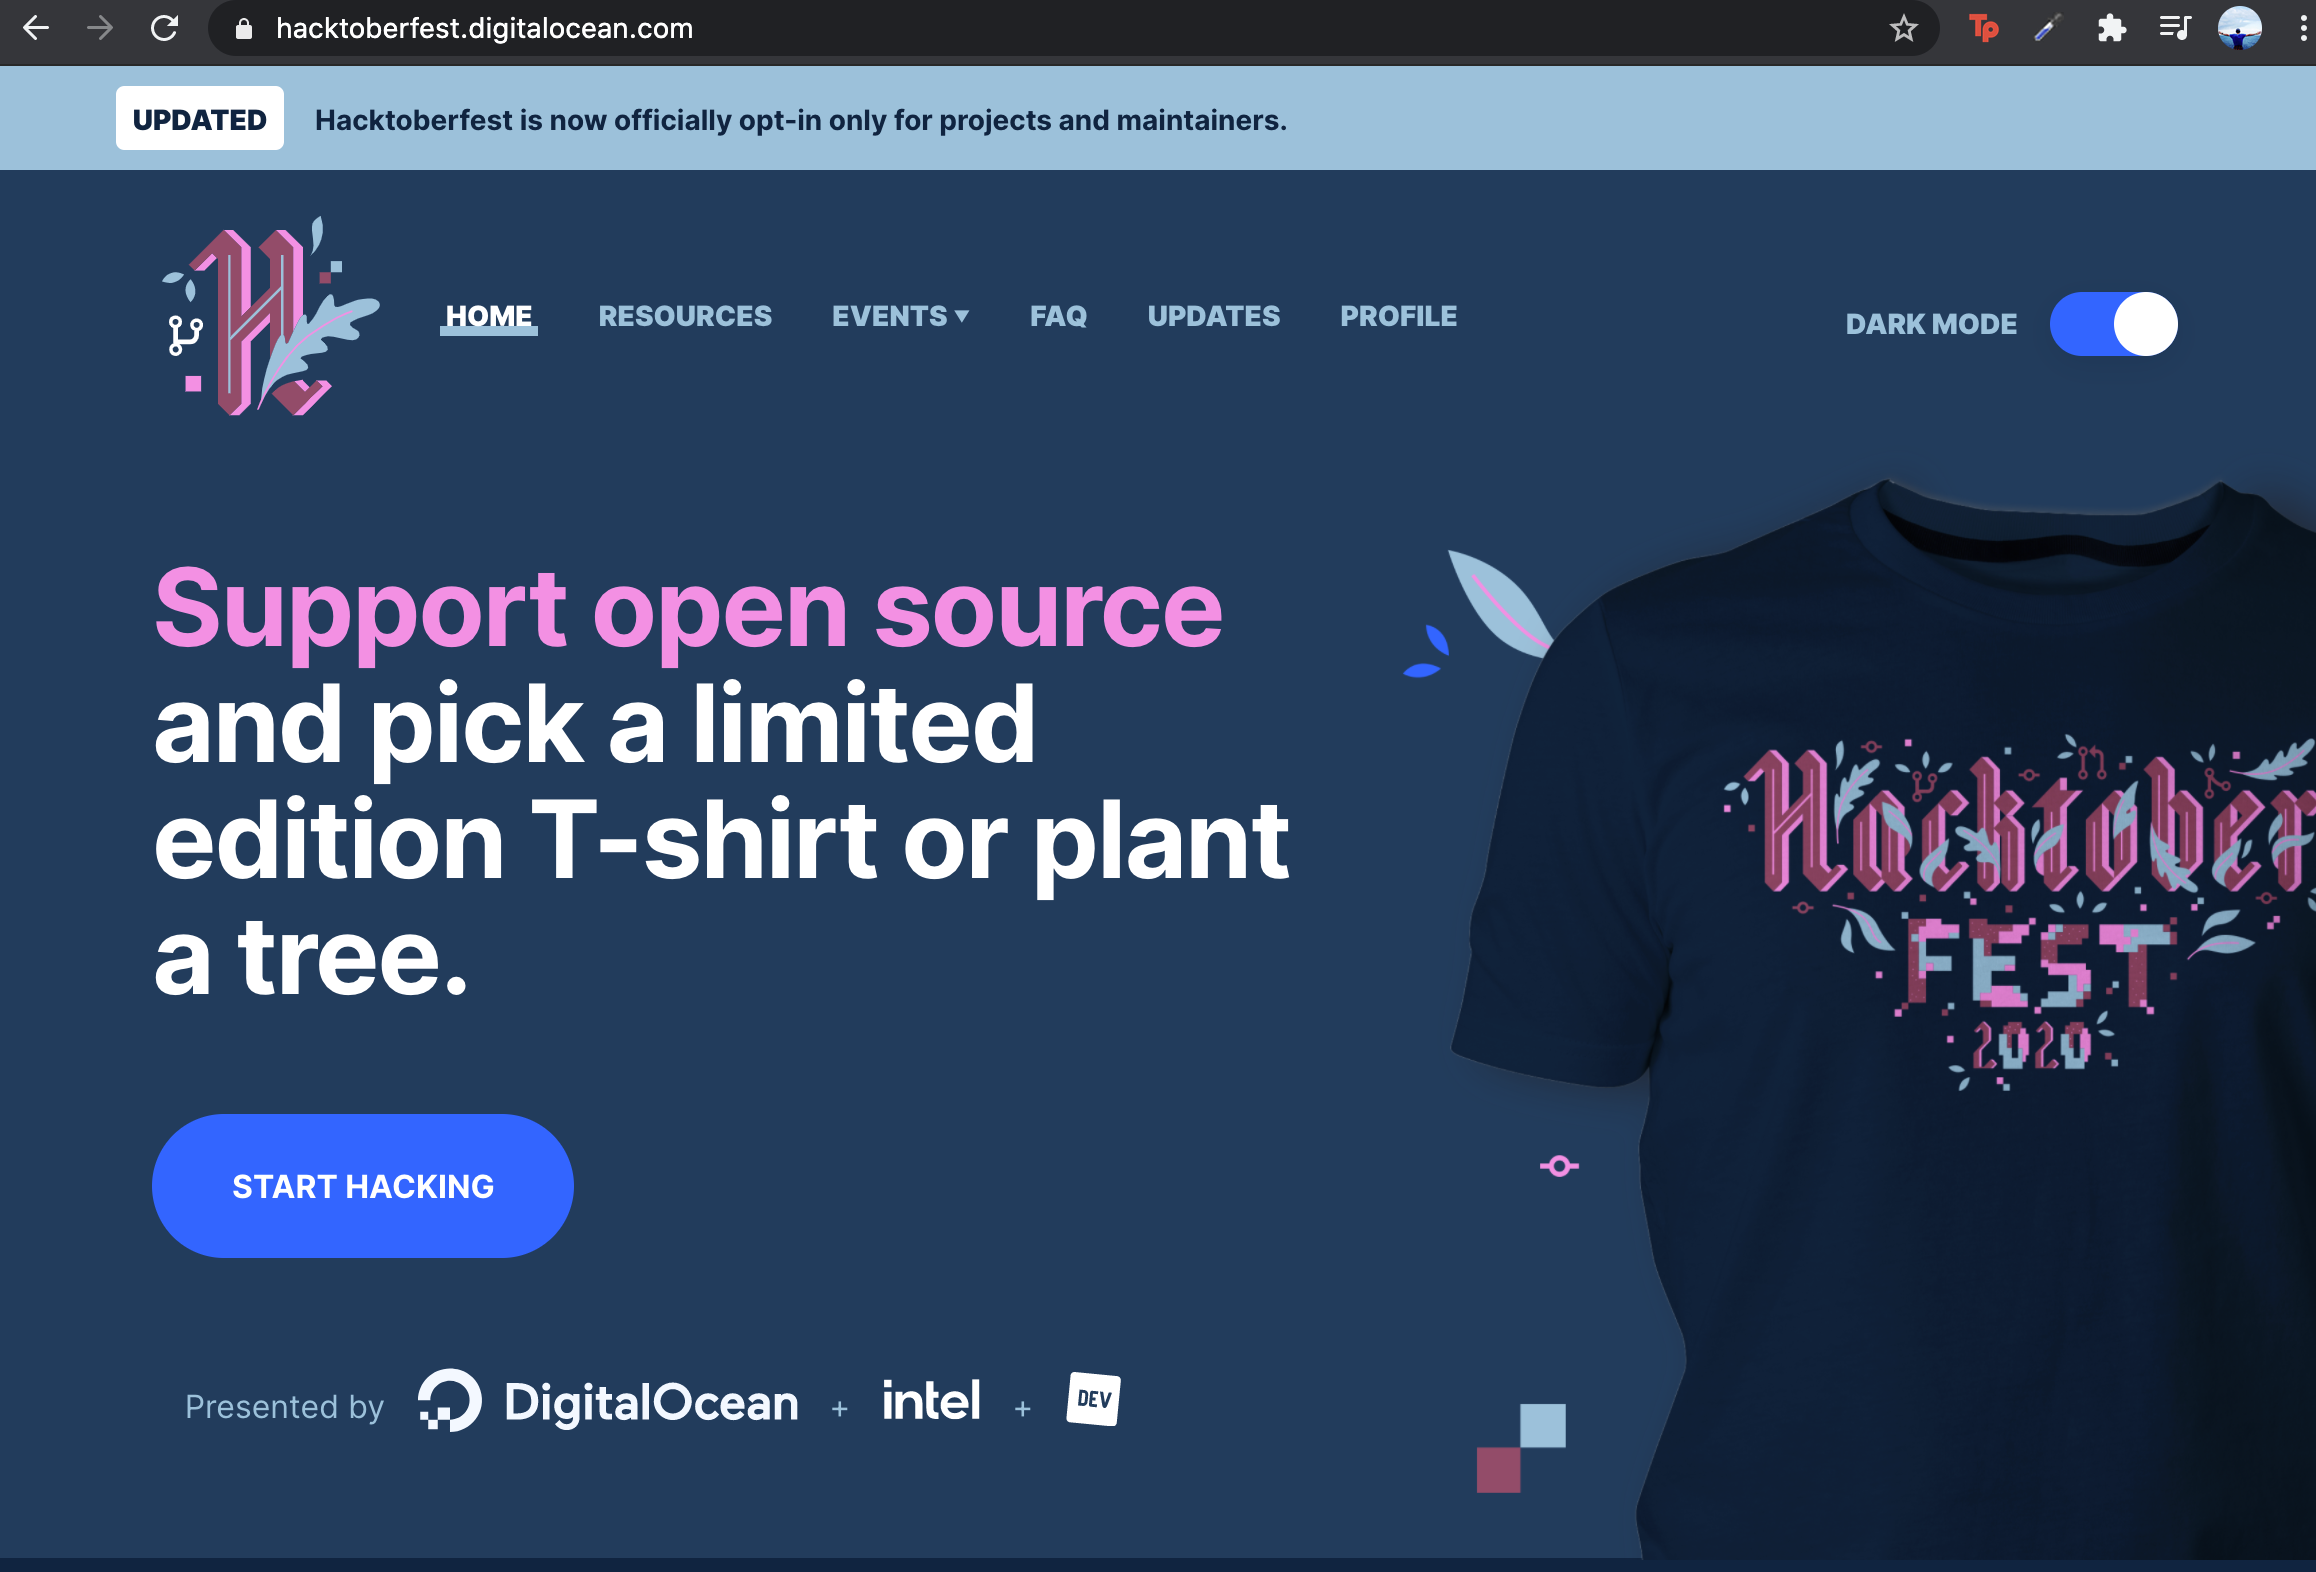 hacktoberfest.digitalocean.com
Tp
UPDATED Hacktoberfest is now officially opt-in only for projects and maintainers.
H
HOME RESOURCES EVENTS ▼ FAQ UPDATES PROFILE DARK MODE
Support open source
and pick a limited
edition T-shirt or plant
a tree.
Hacktober
FEST
2020
START HACKING
Presented by DigitalOcean + intel + DEV